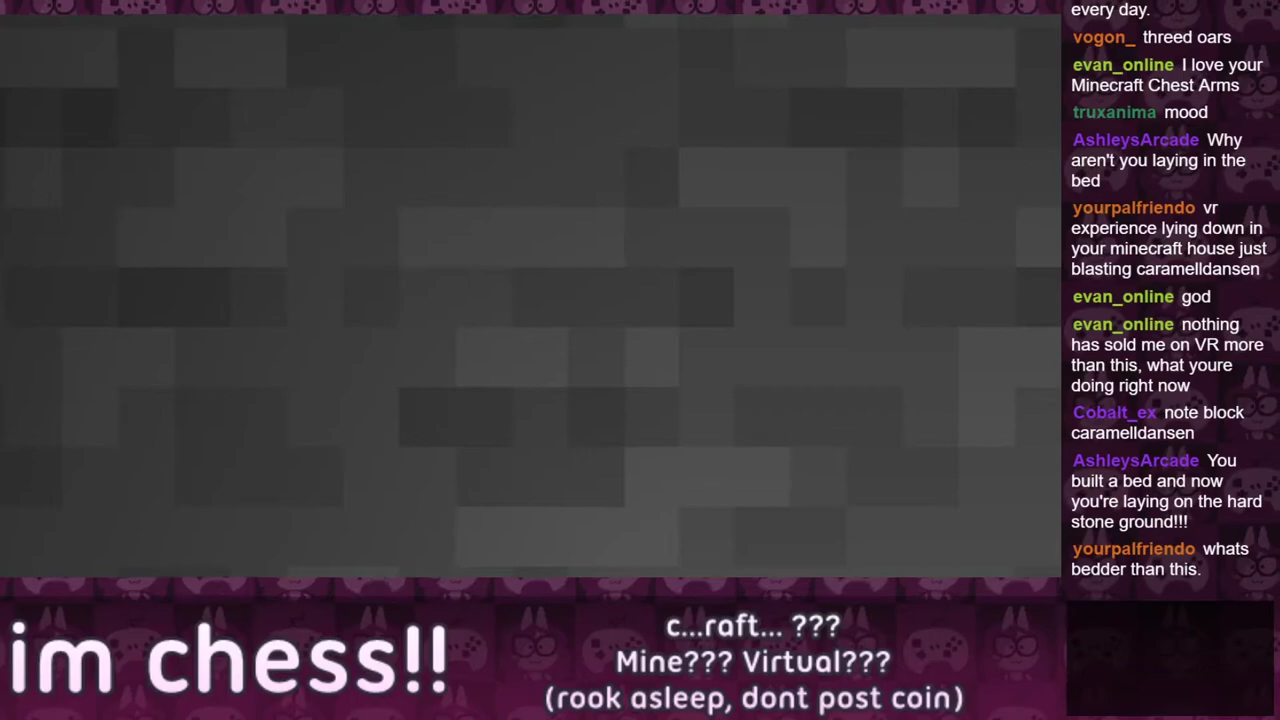 every day.
vogon_ threed oars
evan_online I love your
Minecraft Chest Arms
truxanima mood
AshleysArcade Why
aren't you laying in the
bed
yourpalfriendo vr
experience lying down in
your minecraft house just
blasting caramelldansen
evan_online god
evan_online nothing
has sold me on VR more
than this, what youre
doing right now
Cobalt_ex note block
caramelldansen
AshleysArcade You
built a bed and now
you're laying on the hard
stone ground!!!
yourpalfriendo whats
bedder than this.
im chess!!
c...raft... ???
Mine??? Virtual???
(rook asleep, dont post coin)